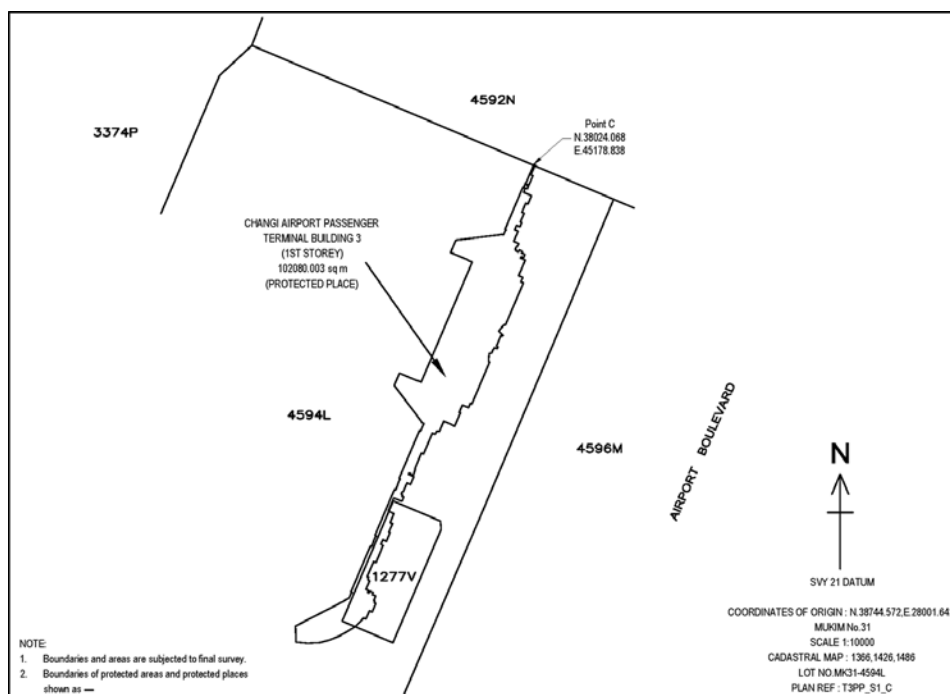 4592N
3374P
Point C
N.38024.068
E.45178.838
CHANGI AIRPORT PASSENGER
TERMINAL BUILDING 3
(1ST STOREY)
102080.003 sq m
(PROTECTED PLACE)
4594L
4596M
AIRPORT BOULEVARD
N
1277V
SVY 21 DATUM
COORDINATES OF ORIGIN : N.38744.572,E.28001.64
MUKIM No.31
SCALE 1:10000
CADASTRAL MAP : 1366,1426,1486
LOT NO.MK31-4594L
PLAN REF : T3PP_S1_C
NOTE:
1. Boundaries and areas are subjected to final survey.
2. Boundaries of protected areas and protected places
shown as —